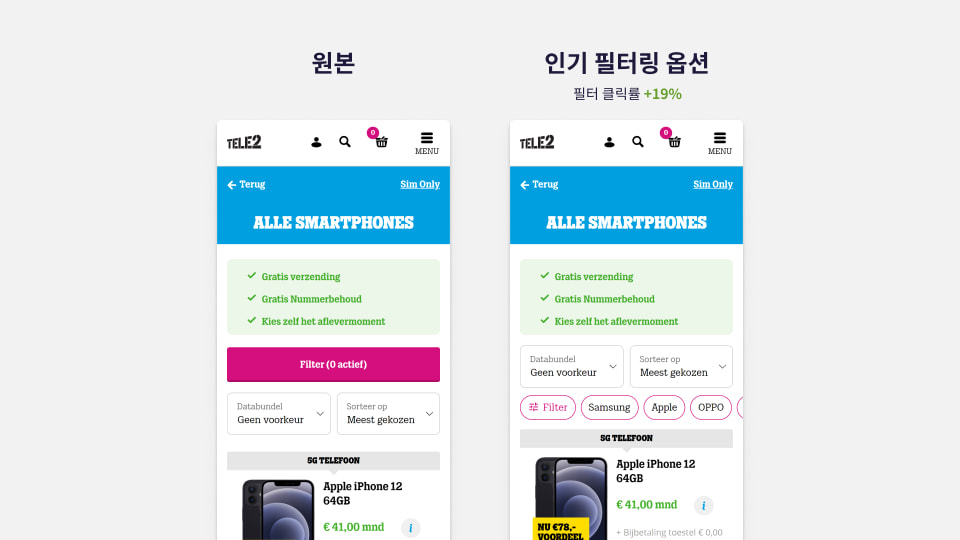 원본
TELE2
0
MENU
Terug
Sim Only
ALLE SMARTPHONES
Gratis verzending
Gratis Nummerbehoud
Kies zelf het aflevermoment
Filter (0 actief)
Databundel
Geen voorkeur
Sorteer op
Meest gekozen
5G TELEFOON
Apple iPhone 12
64GB
€ 41,00 mnd
i
인기 필터링 옵션
필터 클릭률 +19%
TELE2
0
MENU
Terug
Sim Only
ALLE SMARTPHONES
Gratis verzending
Gratis Nummerbehoud
Kies zelf het aflevermoment
Databundel
Geen voorkeur
Sorteer op
Meest gekozen
Filter
Samsung
Apple
OPPO
5G TELEFOON
Apple iPhone 12
64GB
€ 41,00 mnd
i
NU €78,-
VOORDEEL
+ Bijbetaling toestel € 0,00